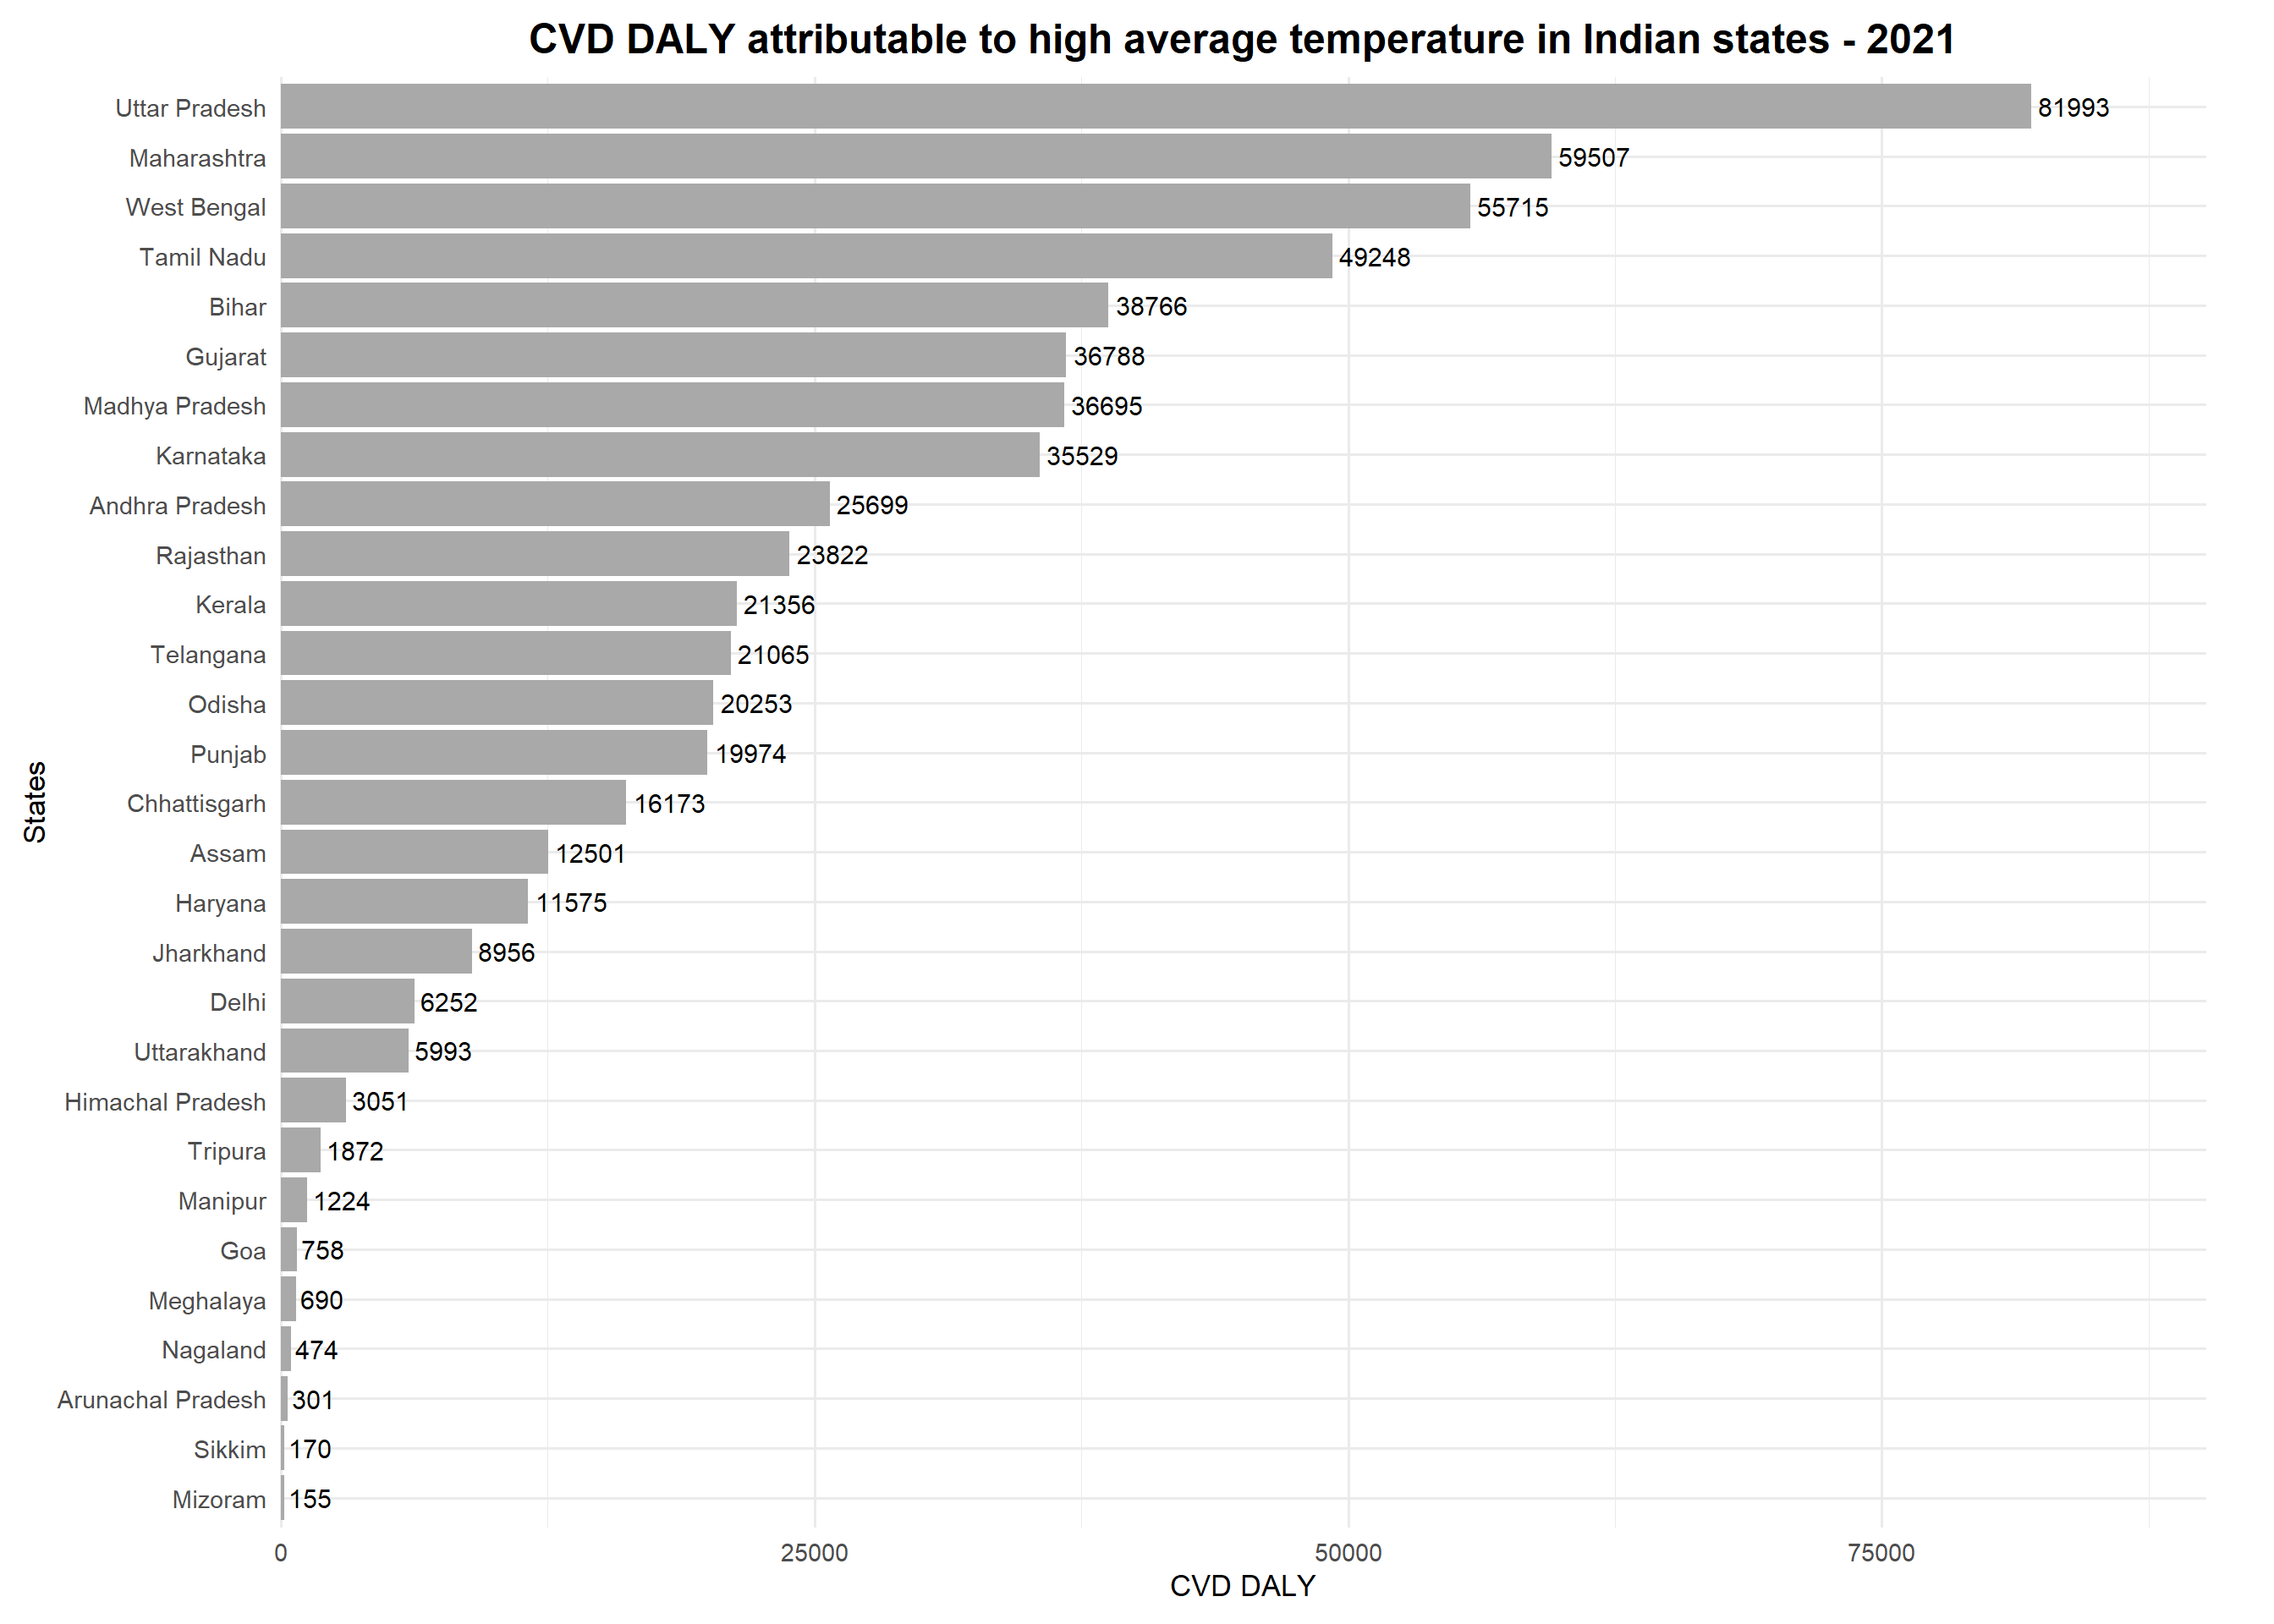 CVD DALY attributable to high average temperature in Indian states - 2021
States
Uttar Pradesh 81993
Maharashtra 59507
West Bengal 55715
Tamil Nadu 49248
Bihar 38766
Gujarat 36788
Madhya Pradesh 36695
Karnataka 35529
Andhra Pradesh 25699
Rajasthan 23822
Kerala 21356
Telangana 21065
Odisha 20253
Punjab 19974
Chhattisgarh 16173
Assam 12501
Haryana 11575
Jharkhand 8956
Delhi 6252
Uttarakhand 5993
Himachal Pradesh 3051
Tripura 1872
Manipur 1224
Goa 758
Meghalaya 690
Nagaland 474
Arunachal Pradesh 301
Sikkim 170
Mizoram 155
0 25000 50000 75000
CVD DALY